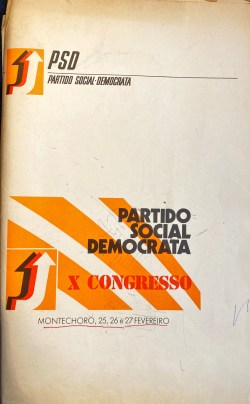 PSD
PARTIDO SOCIAL-DEMOCRATA
PARTIDO
SOCIAL
DEMOCRATA
X CONGRESSO
MONTECHORO, 25, 26 e 27 FEVEREIRO